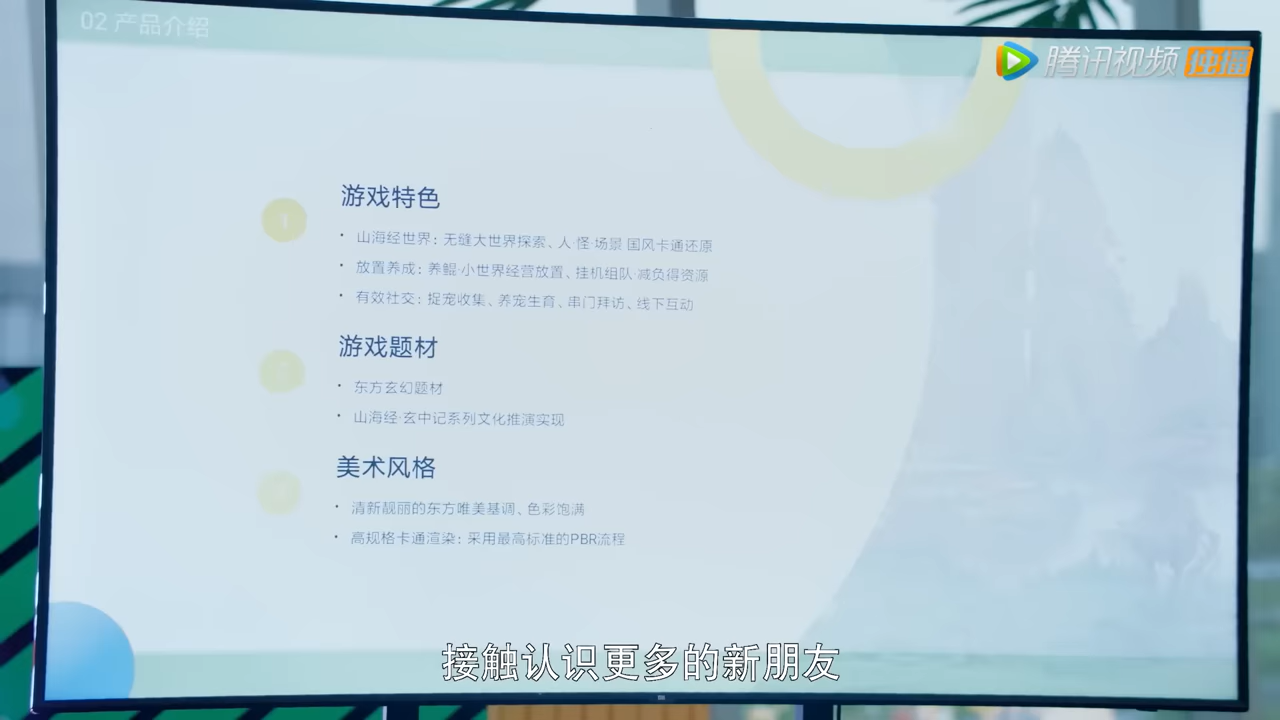 02 产品介绍
腾讯视频 独播
1
游戏特色
· 山海经世界：无缝大世界探索、人·怪·场景 国风卡通还原
· 放置养成：养鲲·小世界经营放置、挂机组队·减负得资源
· 有效社交：捉宠收集、养宠生育、串门拜访、线下互动
游戏题材
· 东方玄幻题材
· 山海经·玄中记系列文化推演实现
美术风格
· 清新靓丽的东方唯美基调、色彩饱满
· 高规格卡通渲染：采用最高标准的PBR流程
接触认识更多的新朋友